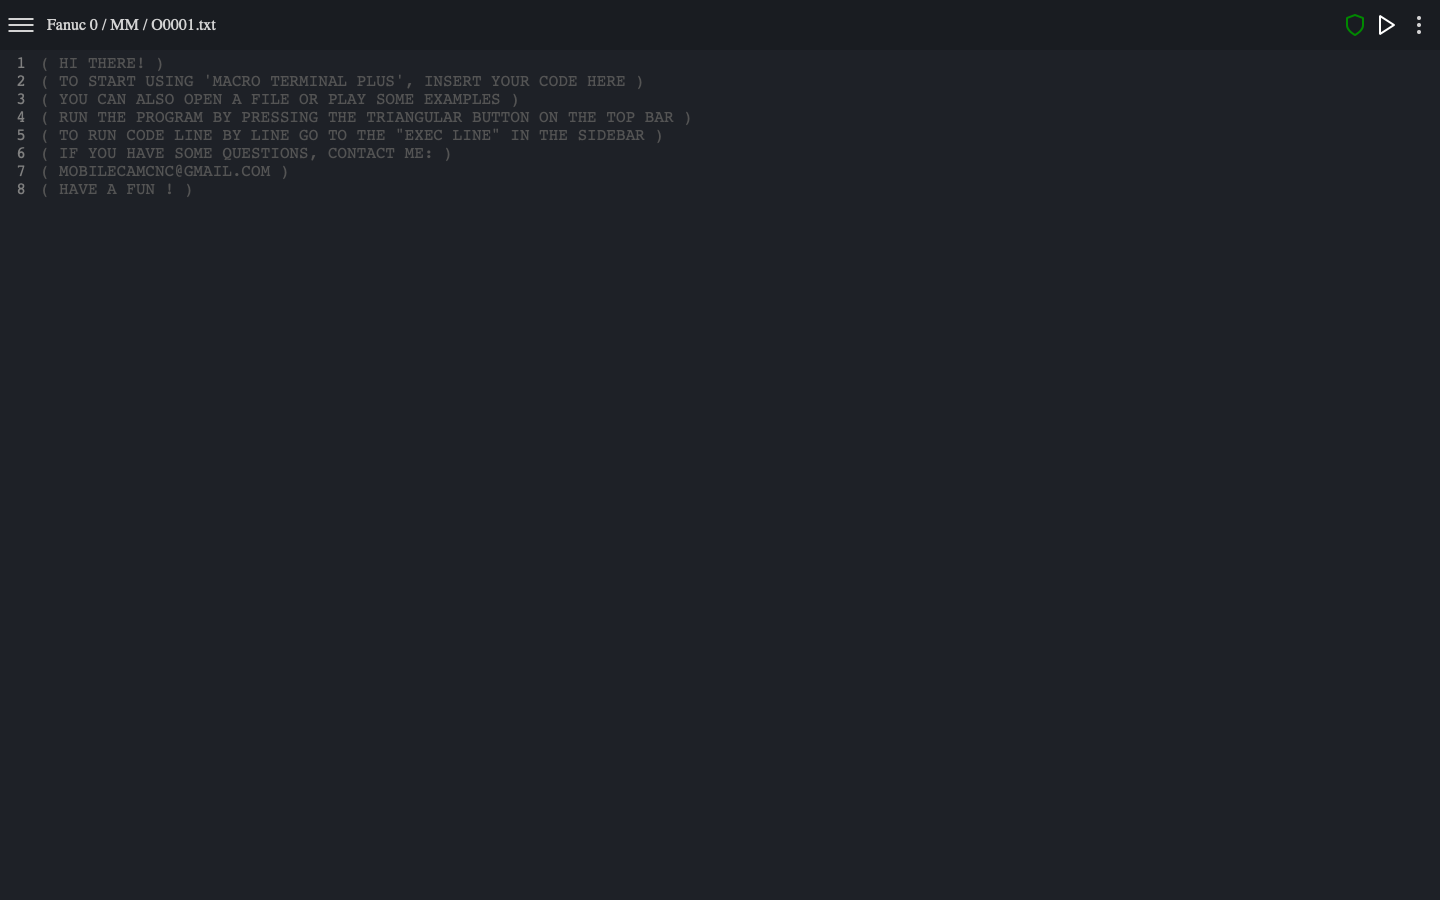 Fanuc 0 / MM / O0001.txt
1 ( HI THERE! )
2 ( TO START USING 'MACRO TERMINAL PLUS', INSERT YOUR CODE HERE )
3 ( YOU CAN ALSO OPEN A FILE OR PLAY SOME EXAMPLES )
4 ( RUN THE PROGRAM BY PRESSING THE TRIANGULAR BUTTON ON THE TOP BAR )
5 ( TO RUN CODE LINE BY LINE GO TO THE "EXEC LINE" IN THE SIDEBAR )
6 ( IF YOU HAVE SOME QUESTIONS, CONTACT ME: )
7 ( MOBILECAMCNC@GMAIL.COM )
8 ( HAVE A FUN ! )